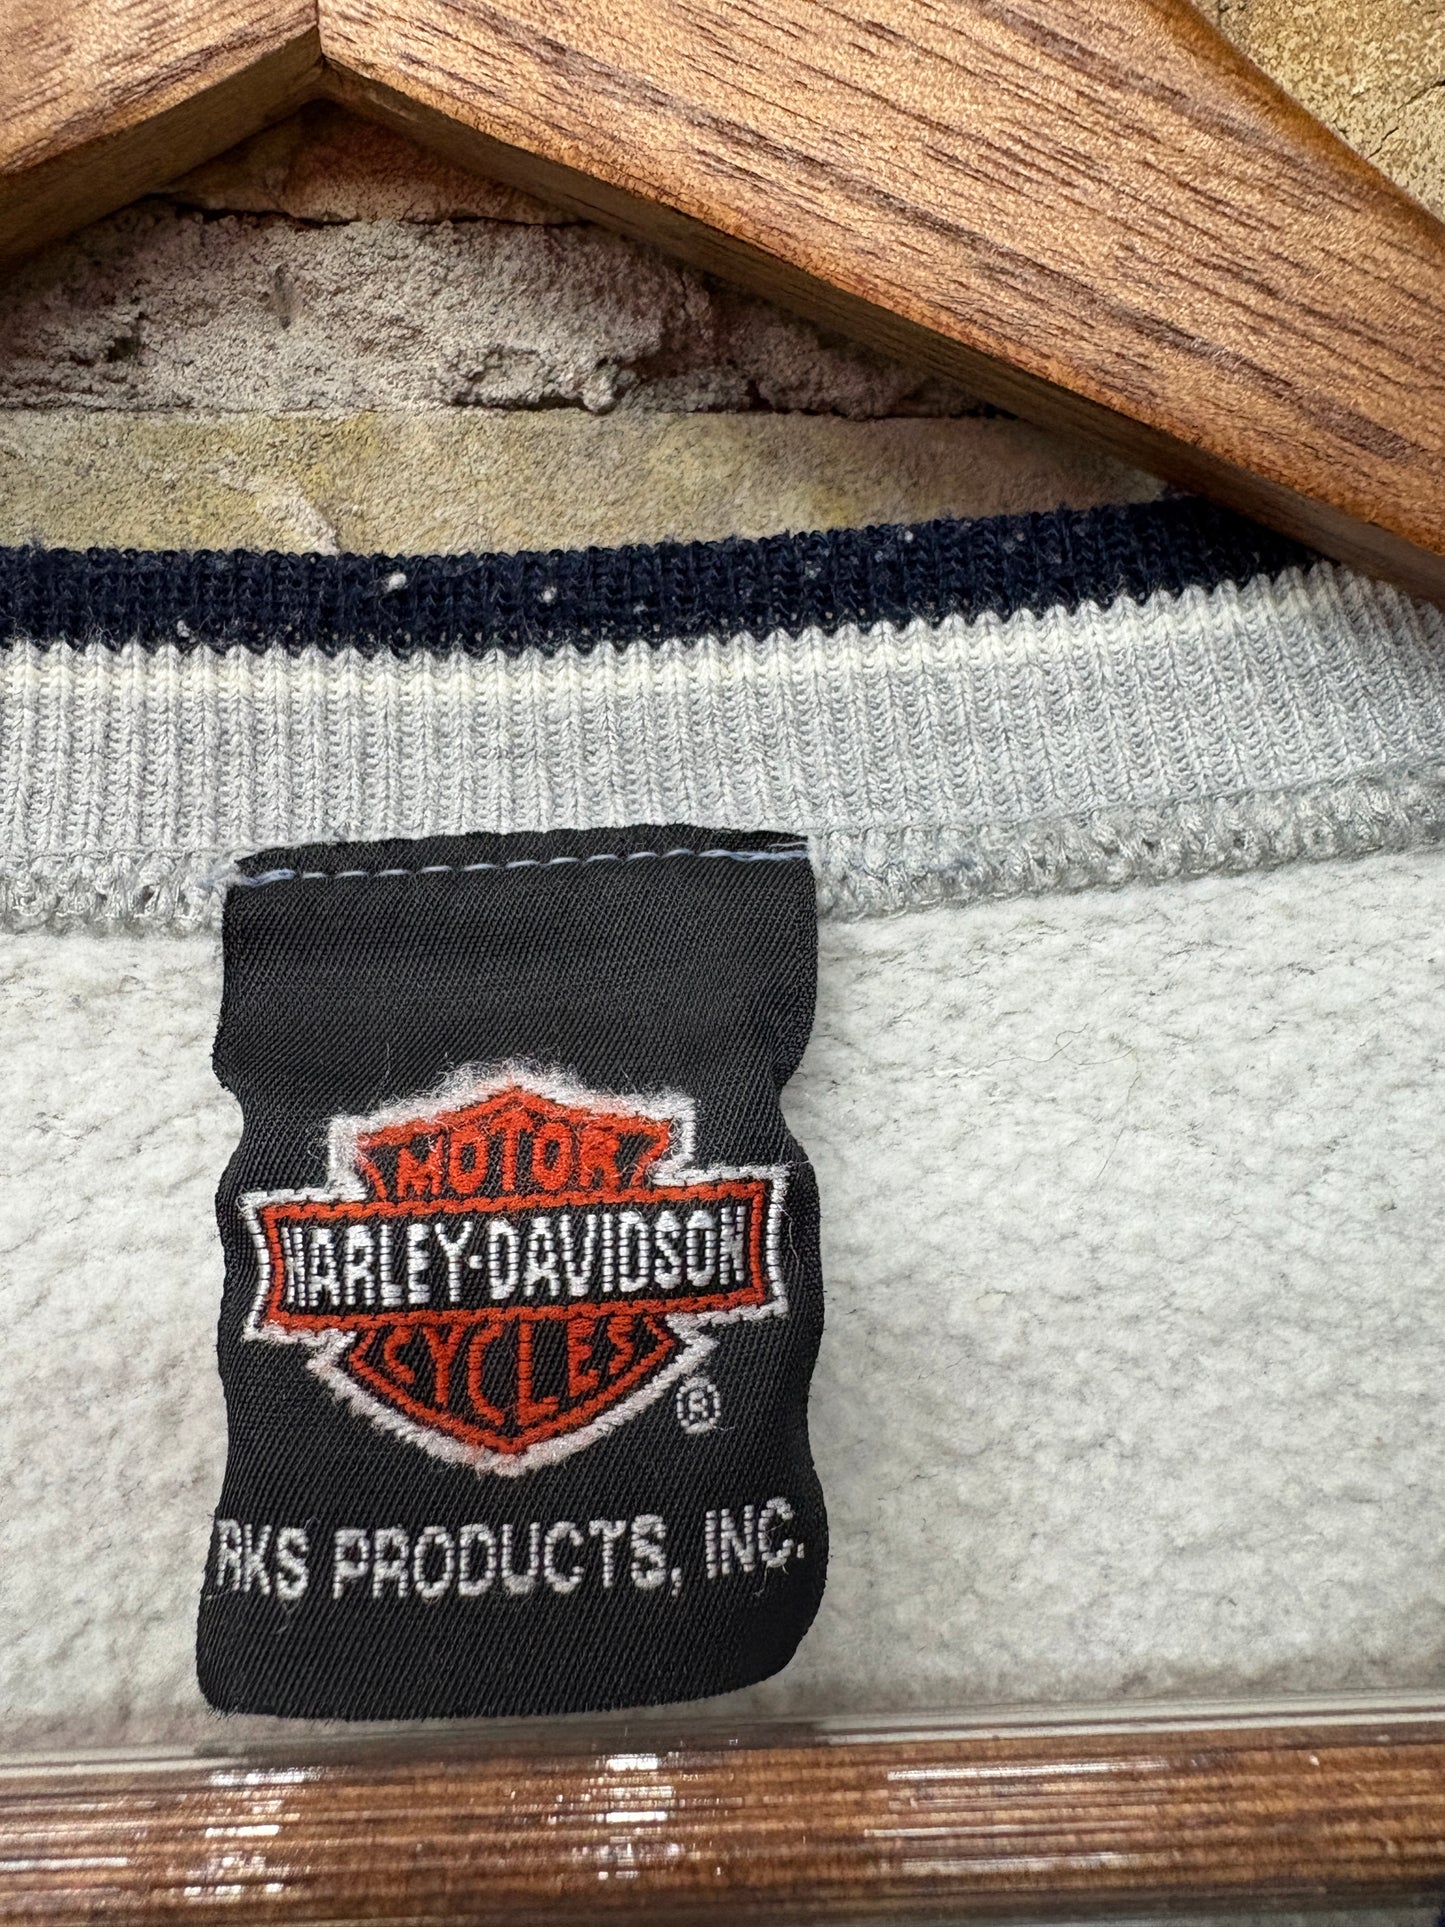 MOTOR
HARLEY-DAVIDSON
CYCLES
®
RKS PRODUCTS, INC.